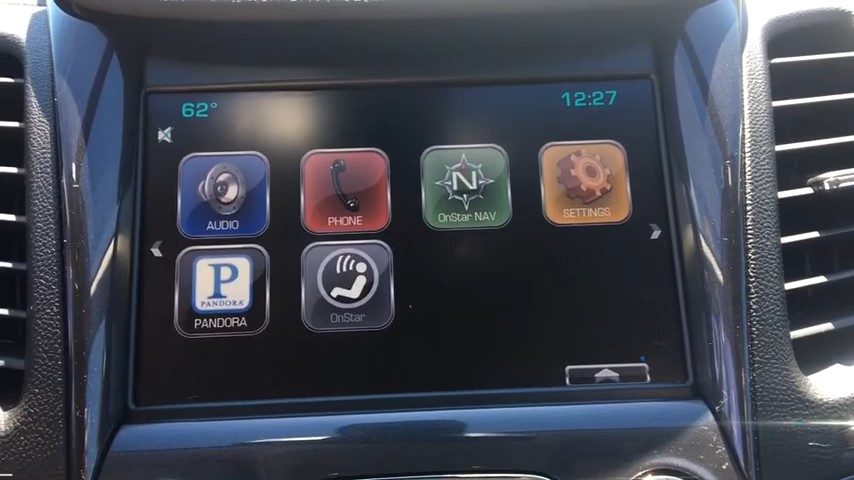 62°
12:27
AUDIO
PHONE
N
OnStar NAV
SETTINGS
P
PANDORA
PANDORA
OnStar